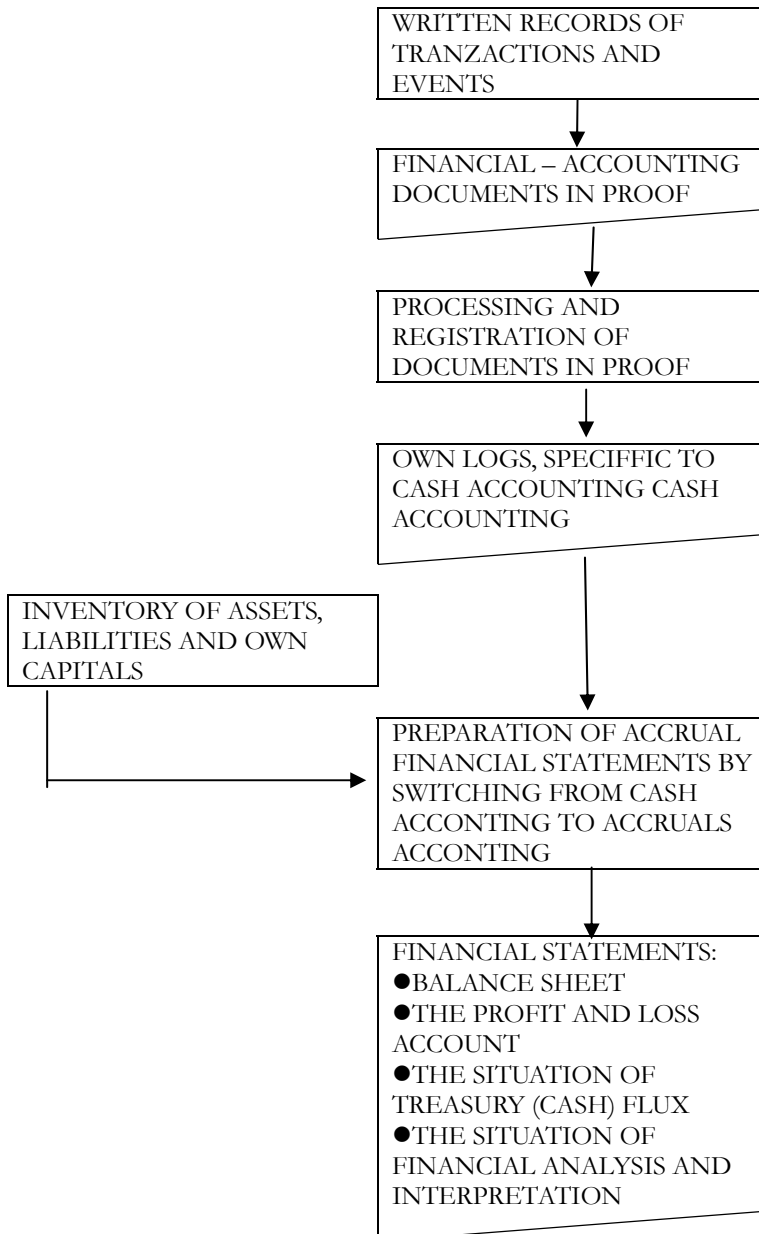 WRITTEN RECORDS OF
TRANZACTIONS AND
EVENTS
FINANCIAL – ACCOUNTING
DOCUMENTS IN PROOF
PROCESSING AND
REGISTRATION OF
DOCUMENTS IN PROOF
OWN LOGS, SPECIFFIC TO
CASH ACCOUNTING CASH
ACCOUNTING
INVENTORY OF ASSETS,
LIABILITIES AND OWN
CAPITALS
PREPARATION OF ACCRUAL
FINANCIAL STATEMENTS BY
SWITCHING FROM CASH
ACCONTING TO ACCRUALS
ACCONTING
FINANCIAL STATEMENTS:
●BALANCE SHEET
●THE PROFIT AND LOSS
ACCOUNT
●THE SITUATION OF
TREASURY (CASH) FLUX
●THE SITUATION OF
FINANCIAL ANALYSIS AND
INTERPRETATION